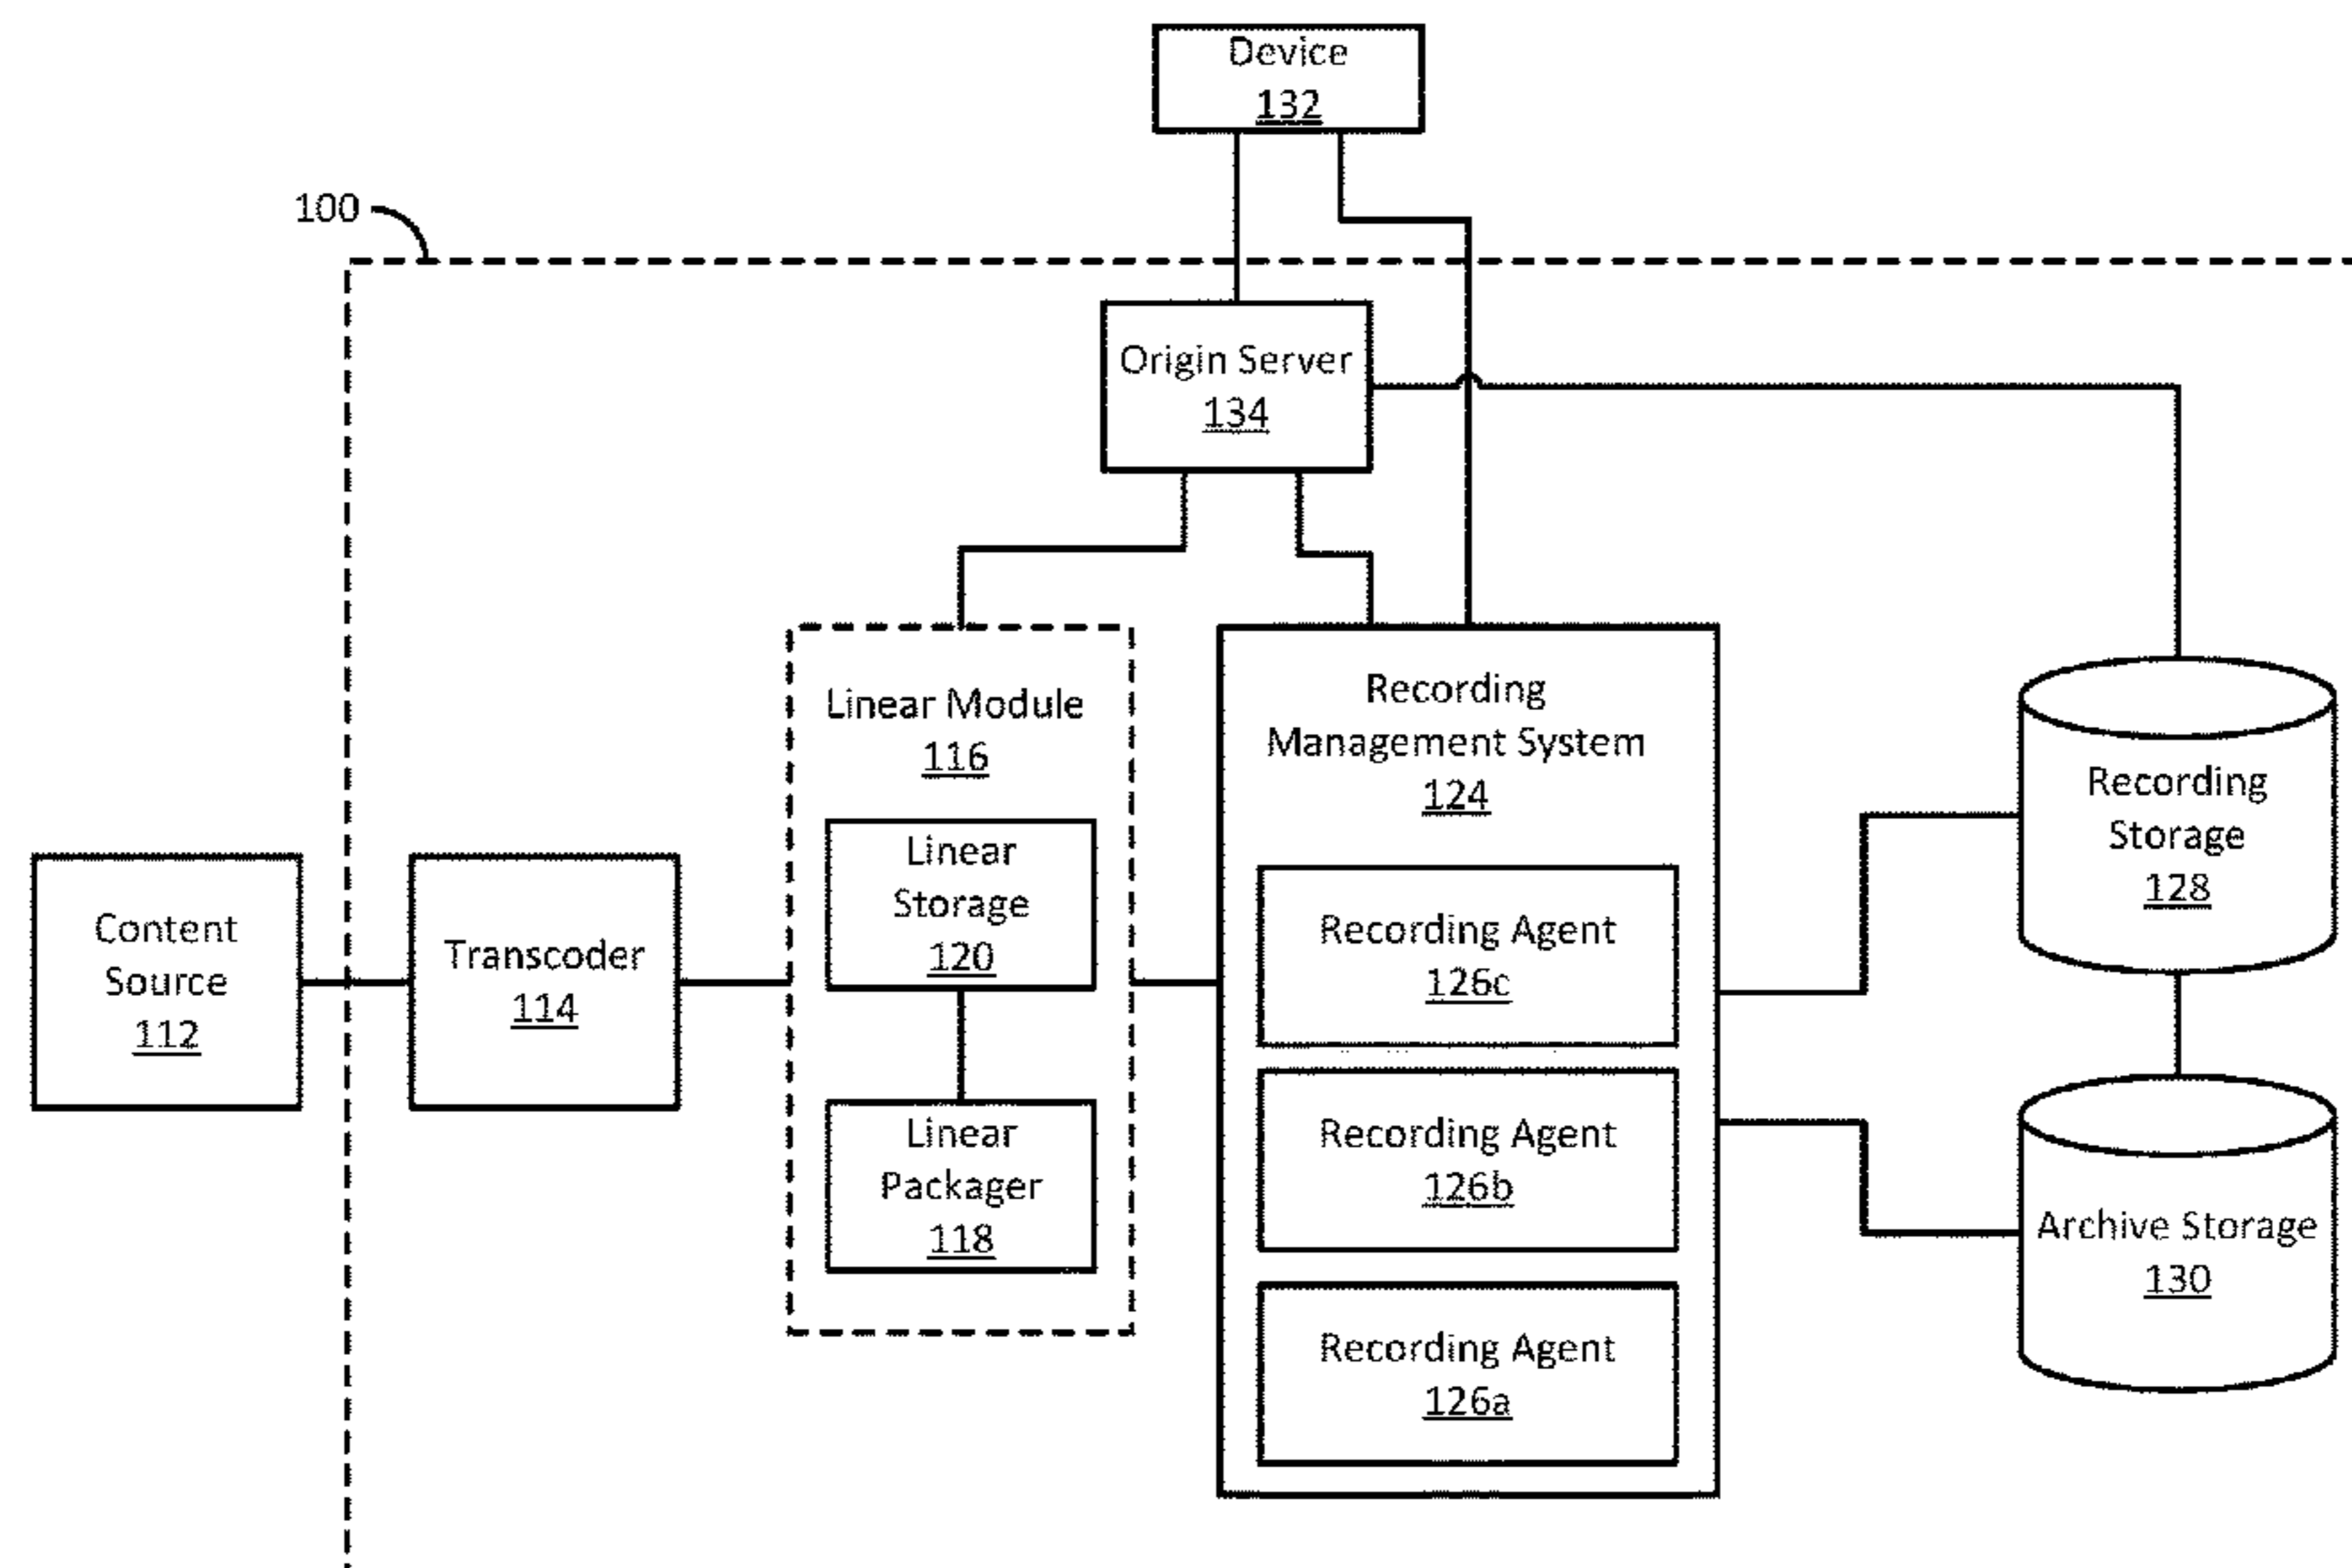 Device
132
100
Origin Server
134
Linear Module
116
Linear
Storage
120
Linear
Packager
118
Recording
Management System
124
Recording Agent
126c
Recording Agent
126b
Recording Agent
126a
Recording
Storage
128
Archive Storage
130
Content
Source
112
Transcoder
114